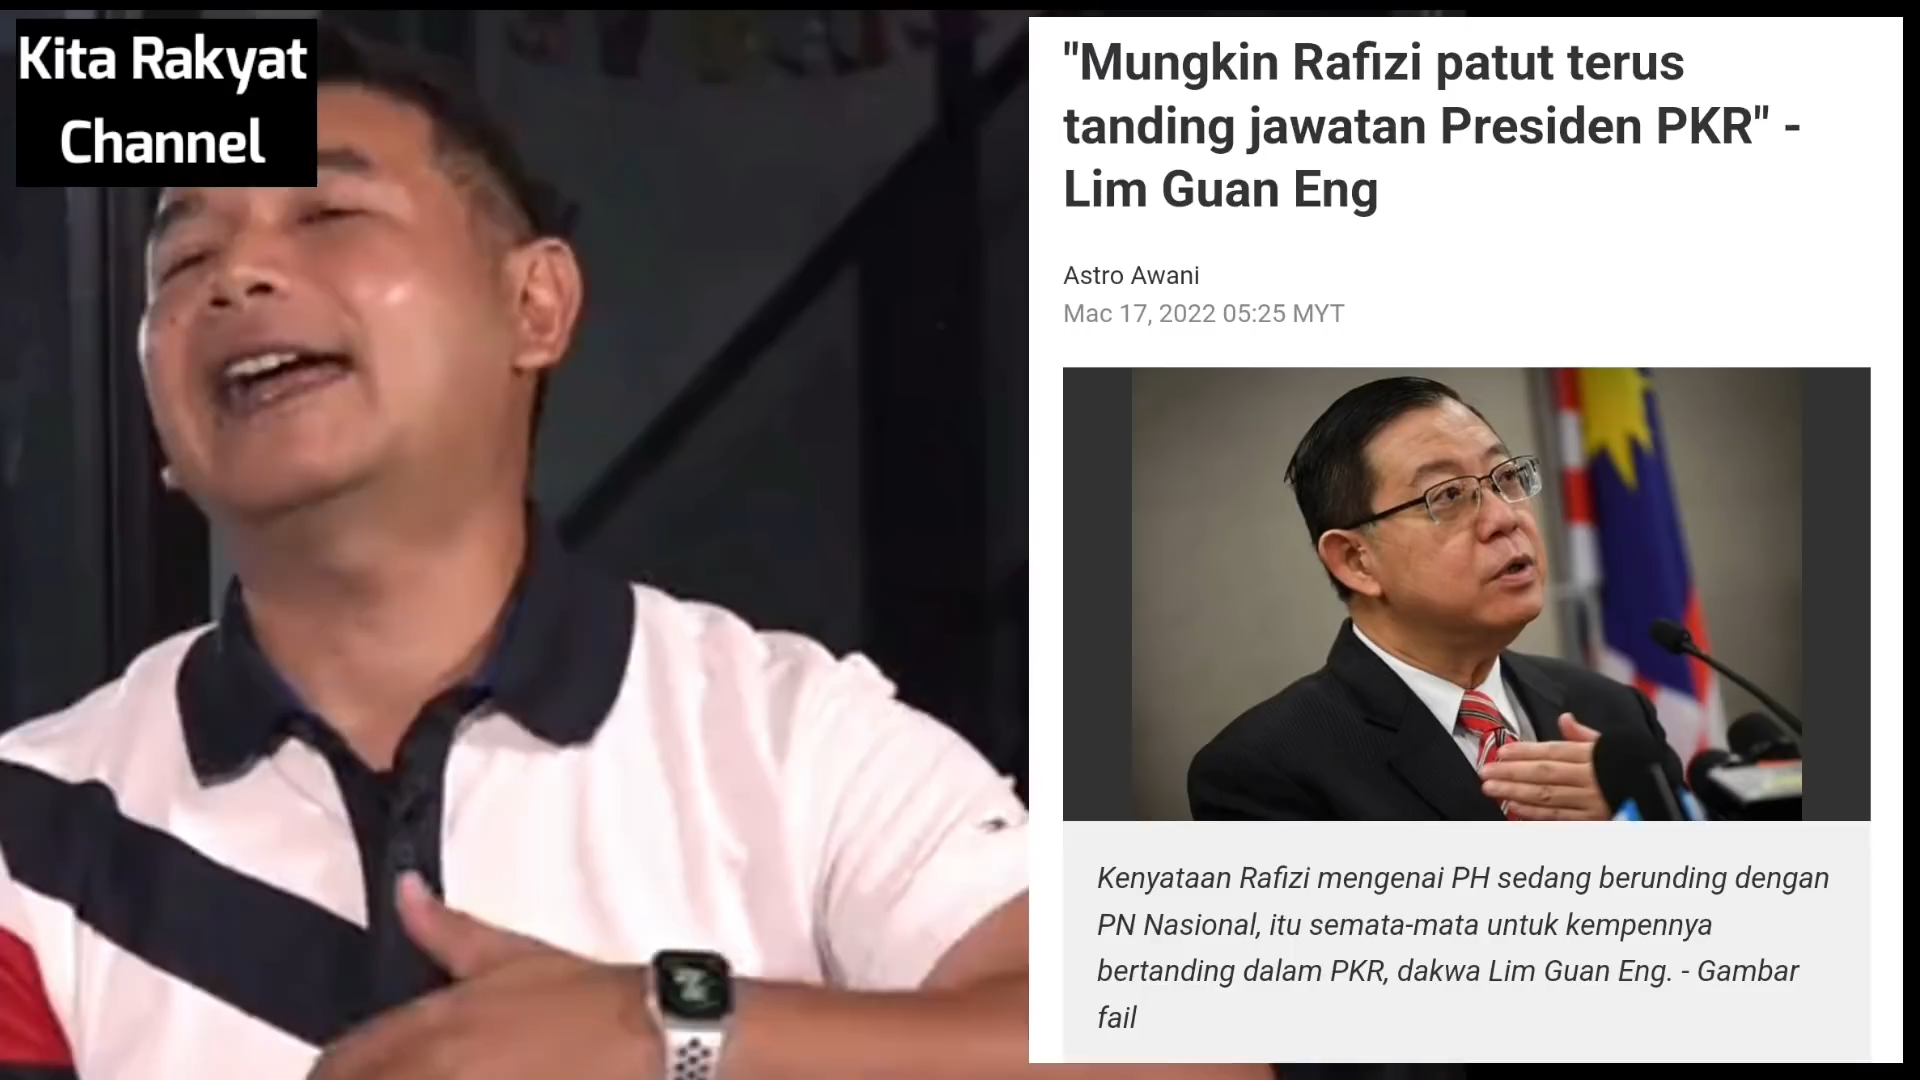 Kita Rakyat
Channel
"Mungkin Rafizi patut terus
tanding jawatan Presiden PKR" -
Lim Guan Eng
Astro Awani
Mac 17, 2022 05:25 MYT
Kenyataan Rafizi mengenai PH sedang berunding dengan
PN Nasional, itu semata-mata untuk kempennya
bertanding dalam PKR, dakwa Lim Guan Eng. - Gambar
fail